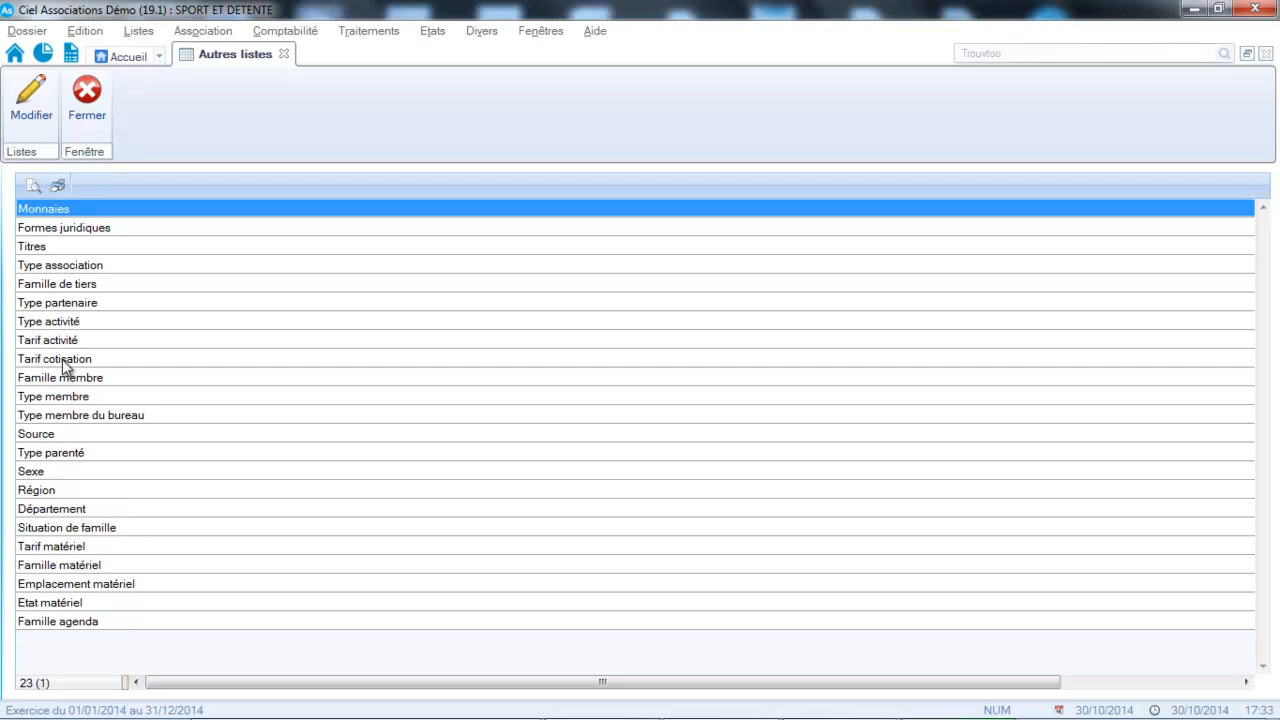 Ciel Associations Démo (19.1) : SPORT ET DETENTE
Dossier Edition Listes Association Comptabilité Traitements Etats Divers Fenêtres Aide
Accueil Autres listes Trouvtoo
Modifier Fermer
Listes Fenêtre
Monnaies
Formes juridiques
Titres
Type association
Famille de tiers
Type partenaire
Type activité
Tarif activité
Tarif cotisation
Famille membre
Type membre
Type membre du bureau
Source
Type parenté
Sexe
Région
Département
Situation de famille
Tarif matériel
Famille matériel
Emplacement matériel
Etat matériel
Famille agenda
23 (1)
Exercice du 01/01/2014 au 31/12/2014 NUM 30/10/2014 30/10/2014 17:33